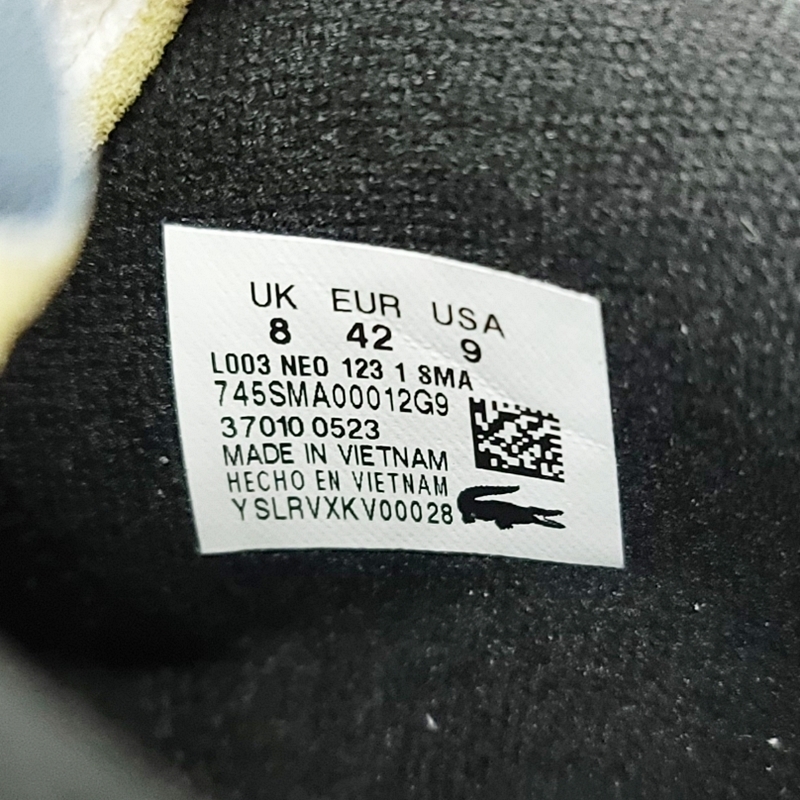 UK EUR USA
8 42 9
L003 NEO 123 1 SMA
745SMA00012G9
37010 0523
MADE IN VIETNAM
HECHO EN VIETNAM
YSLRVXKV00028